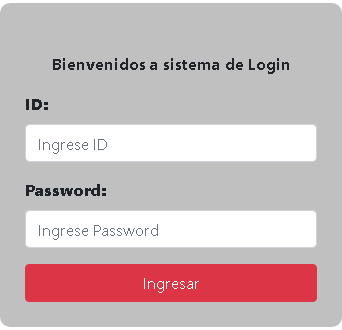 Bienvenidos a sistema de Login
ID:
Ingrese ID
Password:
Ingrese Password
Ingresar